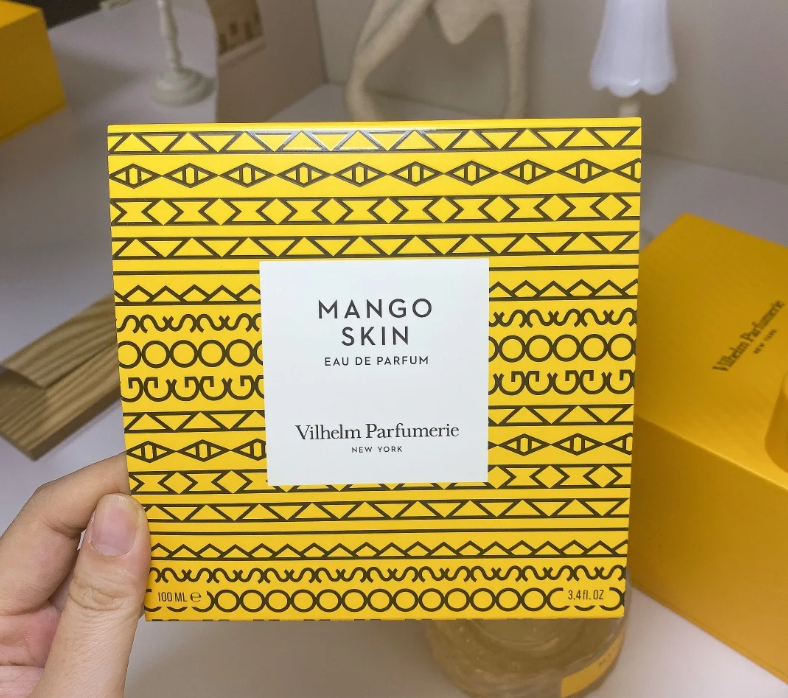 MANGO
SKIN
EAU DE PARFUM
Vilhelm Parfumerie
NEW YORK
100 ML ℮
3.4 fl. OZ
Vilhelm Parfumerie
NEW YORK